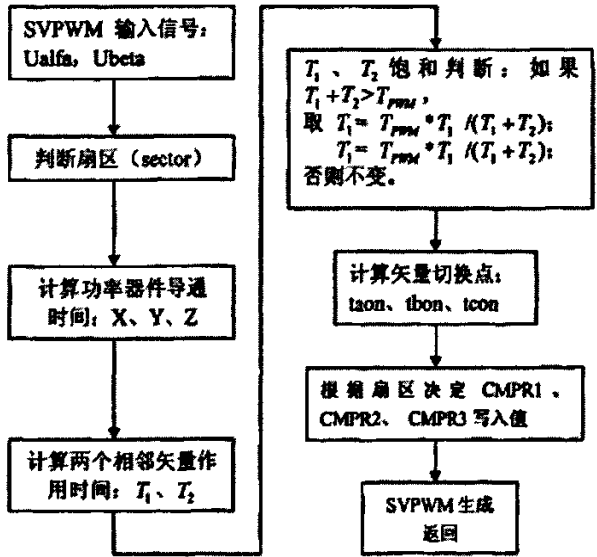 SVPWM 输入信号:
Ualfa, Ubeta
判断扇区（sector）
计算功率器件导通
时间: X、Y、Z
计算两个相邻矢量作
用时间: T₁、T₂
T₁、T₂ 饱和判断: 如果
T₁+T₂>T_PWM,
取 T₁= T_PWM*T₁ /(T₁+T₂);
T₁= T_PWM*T₁ /(T₁+T₂);
否则不变。
计算矢量切换点:
taon、tbon、tcon
根据扇区决定 CMPR1、
CMPR2、CMPR3 写入值
SVPWM 生成
返回